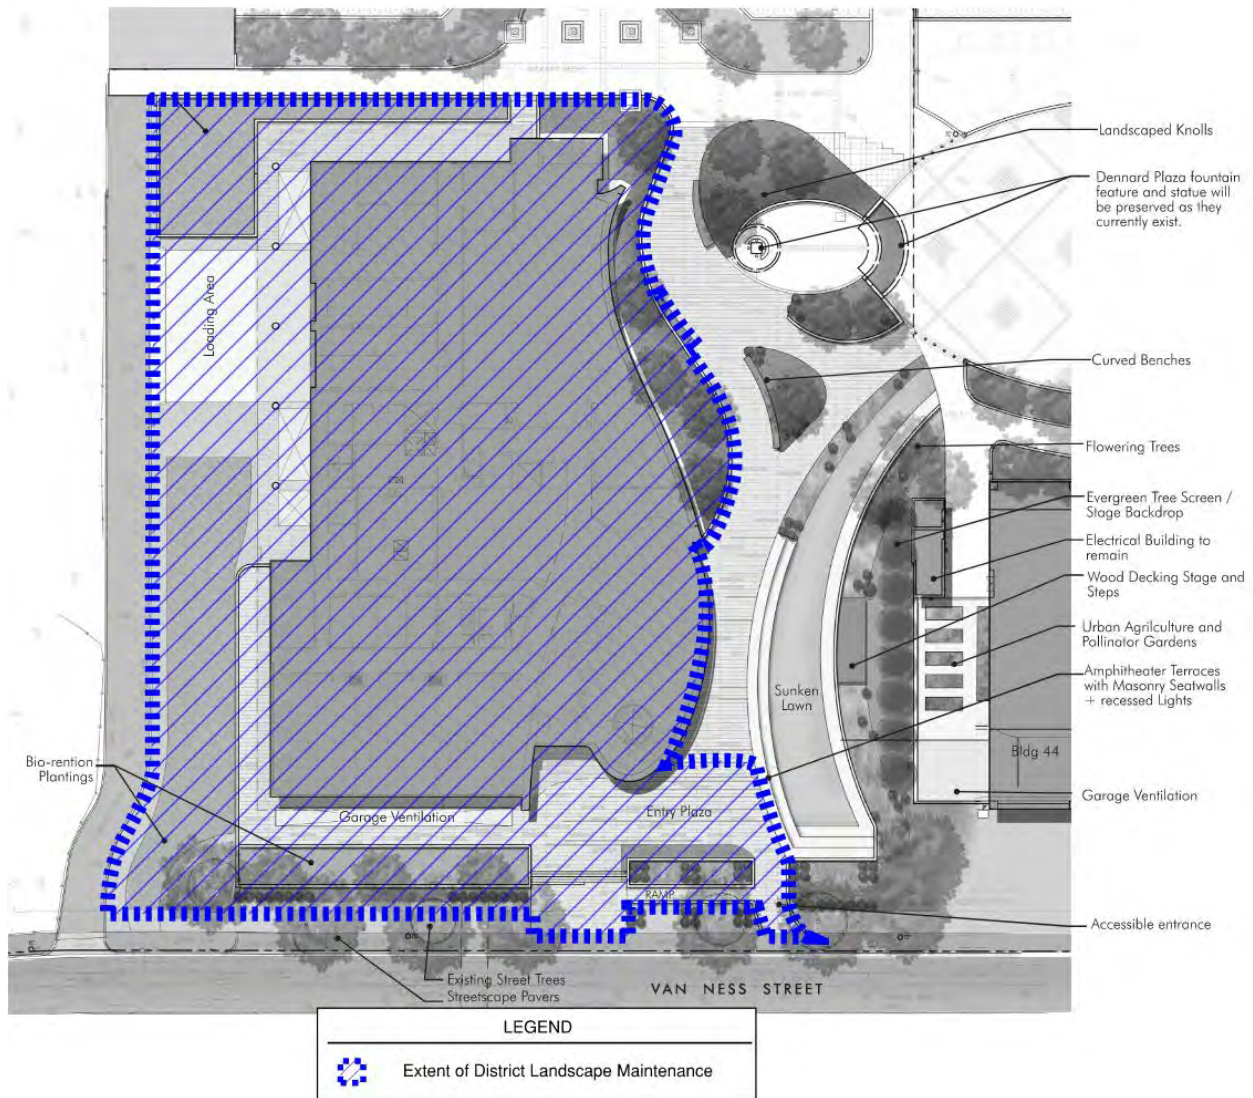 Landscaped Knolls
Dennard Plaza fountain
feature and statue will
be preserved as they
currently exist.
Loading Area
Curved Benches
Flowering Trees
Evergreen Tree Screen /
Stage Backdrop
Electrical Building to
remain
Wood Decking Stage and
Steps
Urban Agrilculture and
Pollinator Gardens
Amphitheater Terraces
with Masonry Seatwalls
+ recessed Lights
Sunken
Lawn
Bldg 44
Bio-rention
Plantings
Garage Ventilation
Entry Plaza
Garage Ventilation
RAMP
Accessible entrance
Existing Street Trees
Streetscape Pavers
VAN NESS STREET
LEGEND
Extent of District Landscape Maintenance